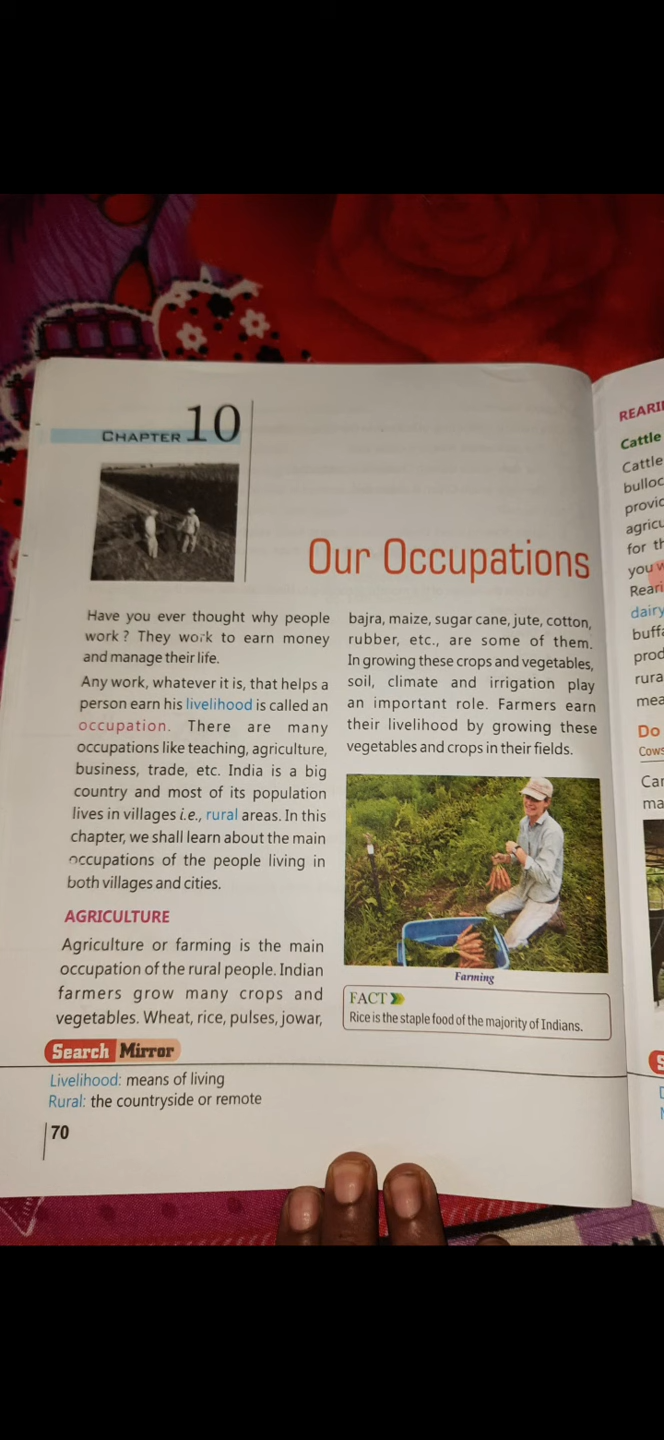 CHAPTER 10
Our Occupations
Have you ever thought why people
work ? They work to earn money
and manage their life.
Any work, whatever it is, that helps a
person earn his livelihood is called an
occupation. There are many
occupations like teaching, agriculture,
business, trade, etc. India is a big
country and most of its population
lives in villages i.e., rural areas. In this
chapter, we shall learn about the main
occupations of the people living in
both villages and cities.
AGRICULTURE
Agriculture or farming is the main
occupation of the rural people. Indian
farmers grow many crops and
vegetables. Wheat, rice, pulses, jowar,
bajra, maize, sugar cane, jute, cotton,
rubber, etc., are some of them.
In growing these crops and vegetables,
soil, climate and irrigation play
an important role. Farmers earn
their livelihood by growing these
vegetables and crops in their fields.
Farming
FACT
Rice is the staple food of the majority of Indians.
Search Mirror
Livelihood: means of living
Rural: the countryside or remote
70
Cattle
Cattle
for
you
dairy
Do
Cows